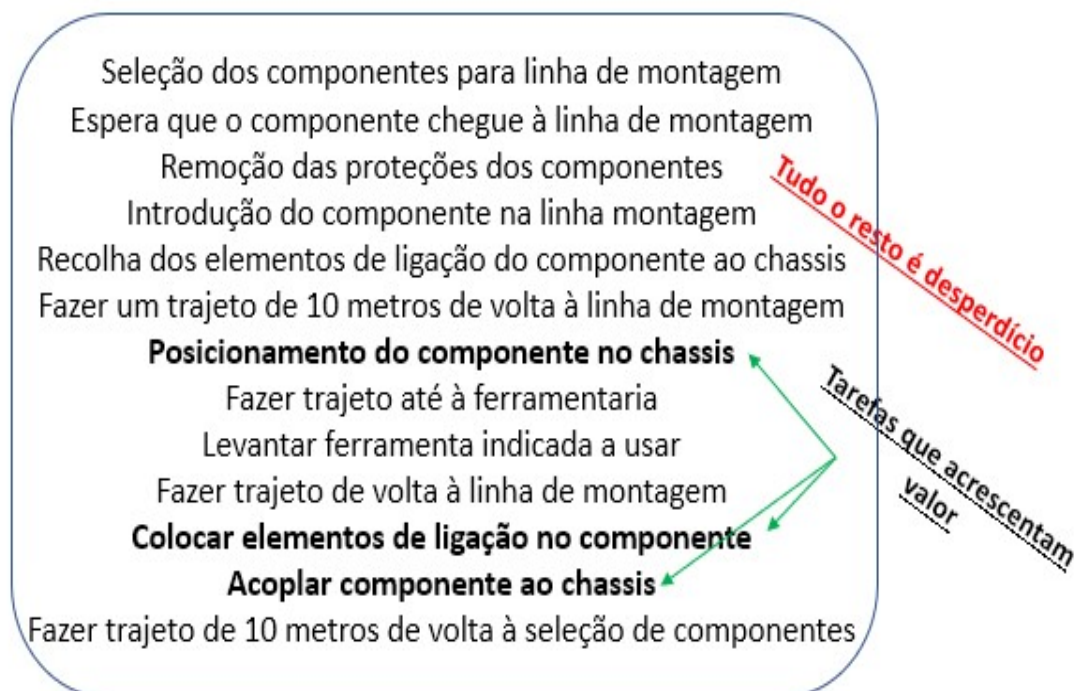 Seleção dos componentes para linha de montagem
Espera que o componente chegue à linha de montagem
Remoção das proteções dos componentes
Introdução do componente na linha montagem
Recolha dos elementos de ligação do componente ao chassis
Fazer um trajeto de 10 metros de volta à linha de montagem
Posicionamento do componente no chassis
Fazer trajeto até à ferramentaria
Levantar ferramenta indicada a usar
Fazer trajeto de volta à linha de montagem
Colocar elementos de ligação no componente
Acoplar componente ao chassis
Fazer trajeto de 10 metros de volta à seleção de componentes
Tudo o resto é desperdício
Tarefas que acrescentam
valor